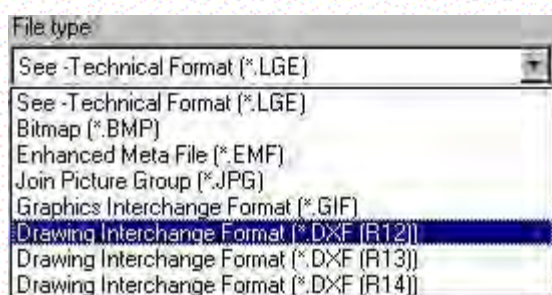 File type
See -Technical Format (*.LGE)
See -Technical Format (*.LGE)
Bitmap (*.BMP)
Enhanced Meta File (*.EMF)
Join Picture Group (*.JPG)
Graphics Interchange Format (*.GIF)
Drawing Interchange Format (*.DXF (R12))
Drawing Interchange Format (*.DXF (R13))
Drawing Interchange Format (*.DXF (R14))